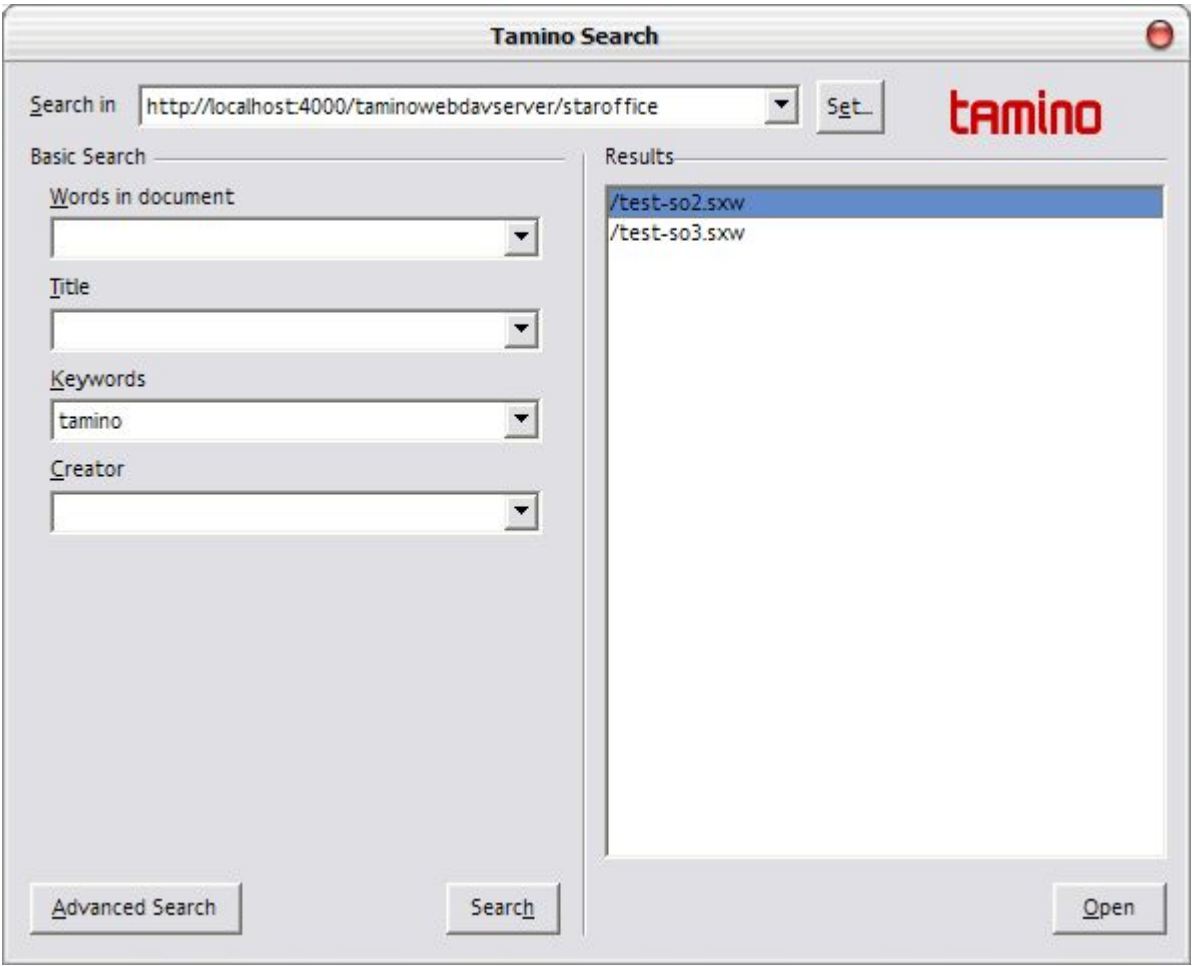 Tamino Search
Search in http://localhost:4000/taminowebdavserver/staroffice Set... tamino
Basic Search
Words in document
Title
Keywords
tamino
Creator
Advanced Search Search
Results
/test-so2.sxw
/test-so3.sxw
Open